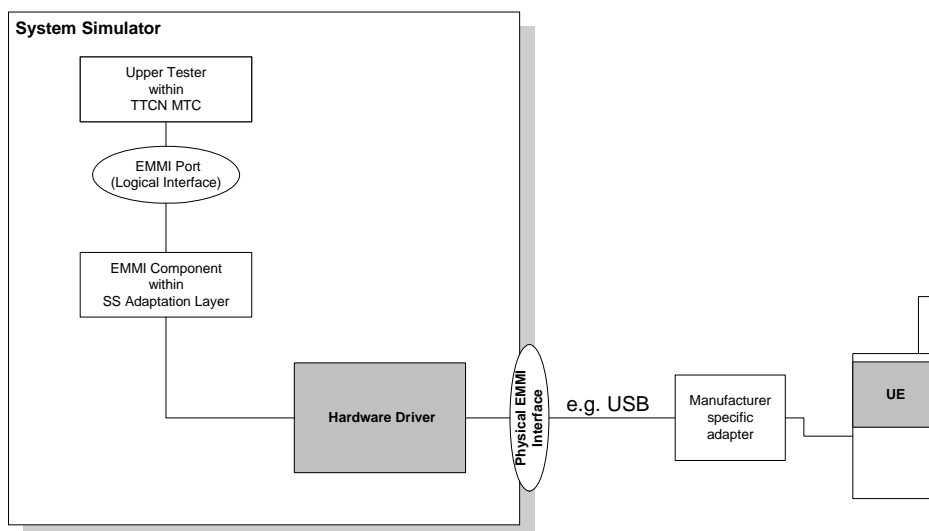 System Simulator
Upper Tester
within
TTCN MTC
EMMI Port
(Logical Interface)
EMMI Component
within
SS Adaptation Layer
Hardware Driver
Physical EMMI
Interface
e.g. USB
Manufacturer
specific
adapter
UE